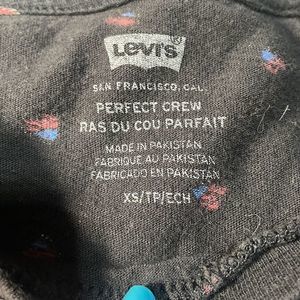 Levi's
SAN FRANCISCO, CAL.
PERFECT CREW
RAS DU COU PARFAIT
MADE IN PAKISTAN
FABRIQUÉ AU PAKISTAN
FABRICADO EN PAKISTÁN
XS/TP/ECH